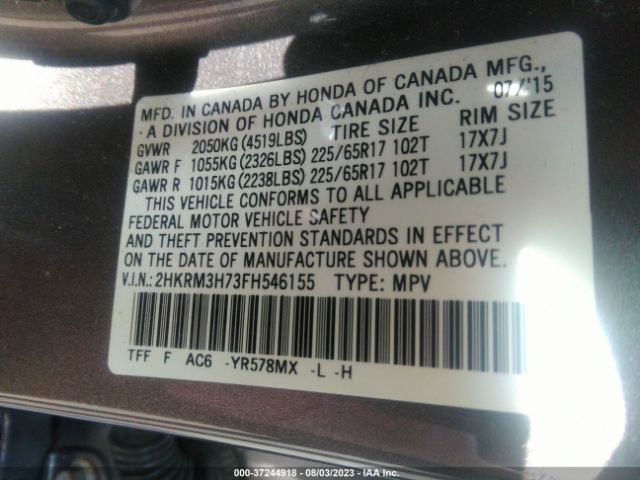 MFD. IN CANADA BY HONDA OF CANADA MFG.,
A DIVISION OF HONDA CANADA INC. 07/'15
GVWR 2050KG (4519LBS) TIRE SIZE RIM SIZE
GAWR F 1055KG (2326LBS) 225/65R17 102T 17X7J
GAWR R 1015KG (2238LBS) 225/65R17 102T 17X7J
THIS VEHICLE CONFORMS TO ALL APPLICABLE
FEDERAL MOTOR VEHICLE SAFETY
AND THEFT PREVENTION STANDARDS IN EFFECT
ON THE DATE OF MANUFACTURE SHOWN ABOVE.
V.I.N.: 2HKRM3H73FH546155 TYPE: MPV
TFF F AC6 -YR578MX -L -H
000-37244918 - 08/03/2023 - IAA Inc.